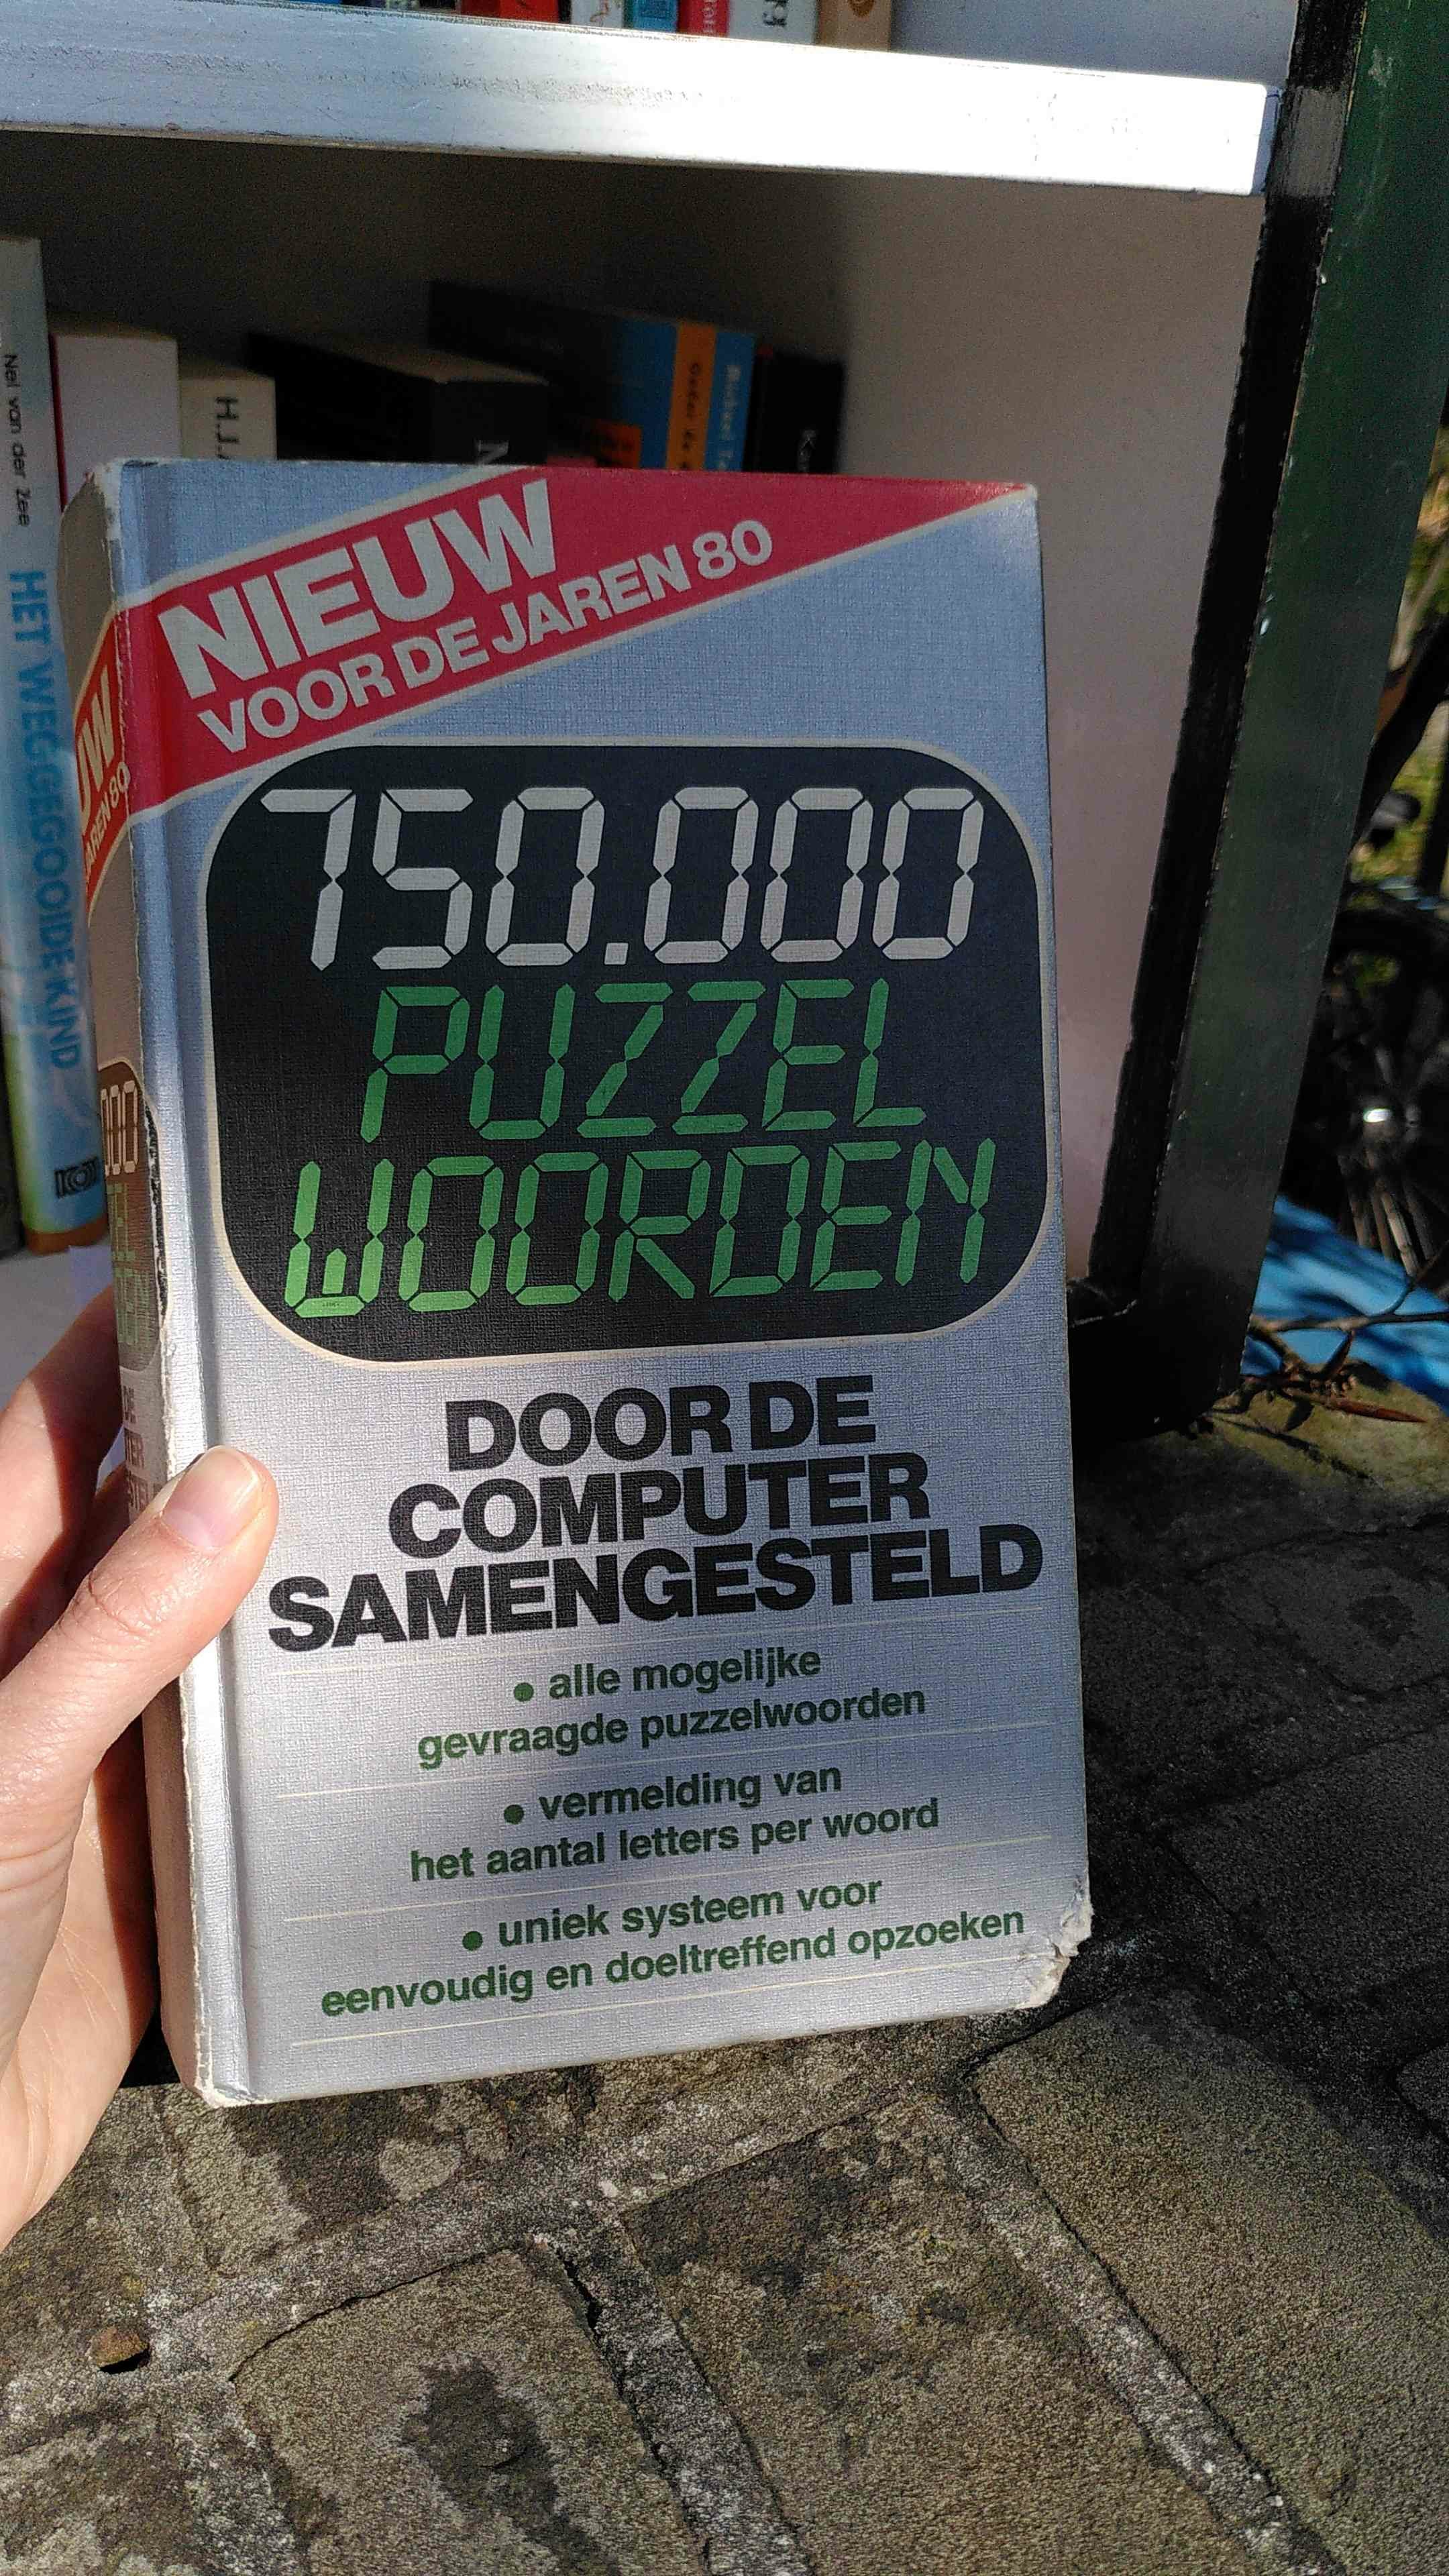 Nel van der Zee
HET WEGGEGOOIDE KIND
NIEUW
VOOR DE JAREN 80
750.000
PUZZEL
WOORDEN
DOOR DE
COMPUTER
SAMENGESTELD
• alle mogelijke
gevraagde puzzelwoorden
• vermelding van
het aantal letters per woord
• uniek systeem voor
eenvoudig en doeltreffend opzoeken